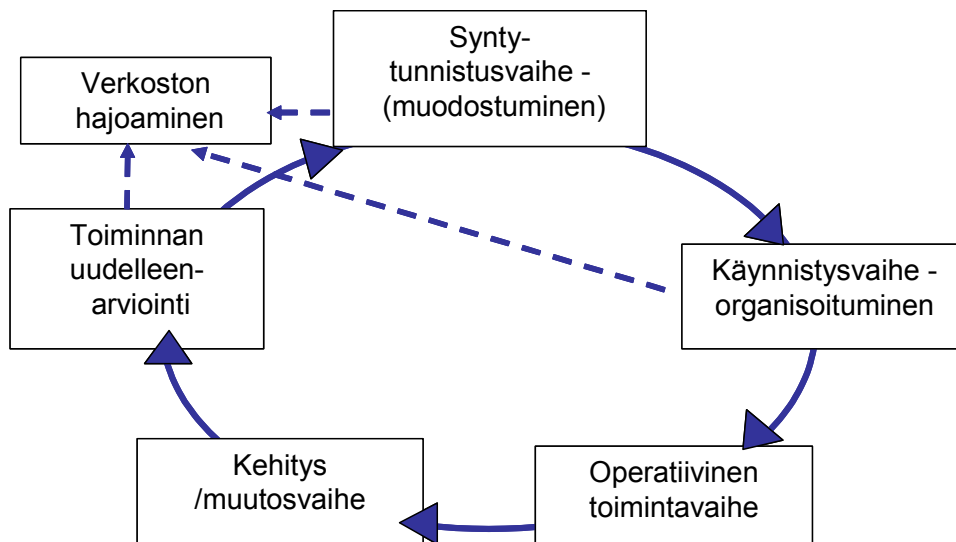 Synty-
tunnistusvaihe -
(muodostuminen)
Verkoston
hajoaminen
Toiminnan
uudelleen-
arviointi
Käynnistysvaihe -
organisoituminen
Kehitys
/muutosvaihe
Operatiivinen
toimintavaihe